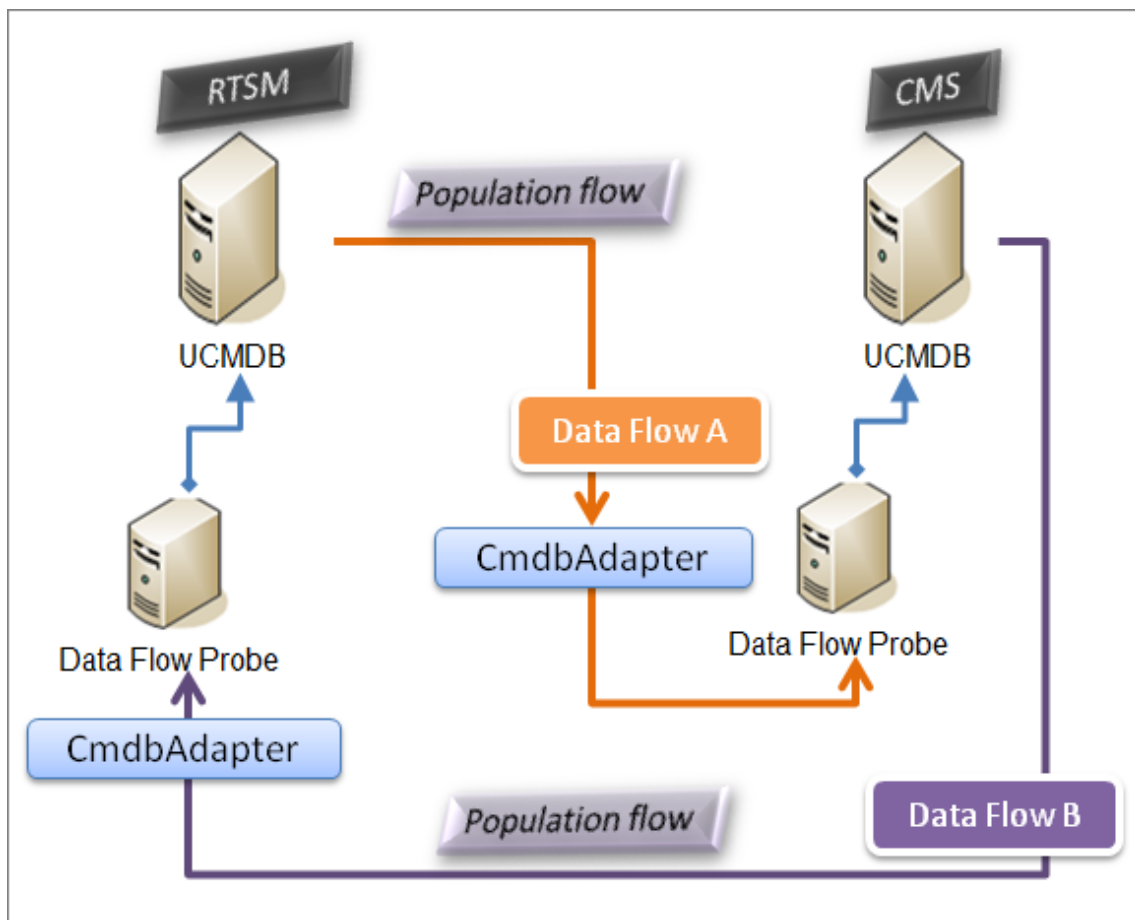 RTSM
CMS
Population flow
UCMDB
UCMDB
Data Flow A
CmdbAdapter
Data Flow Probe
Data Flow Probe
CmdbAdapter
Population flow
Data Flow B